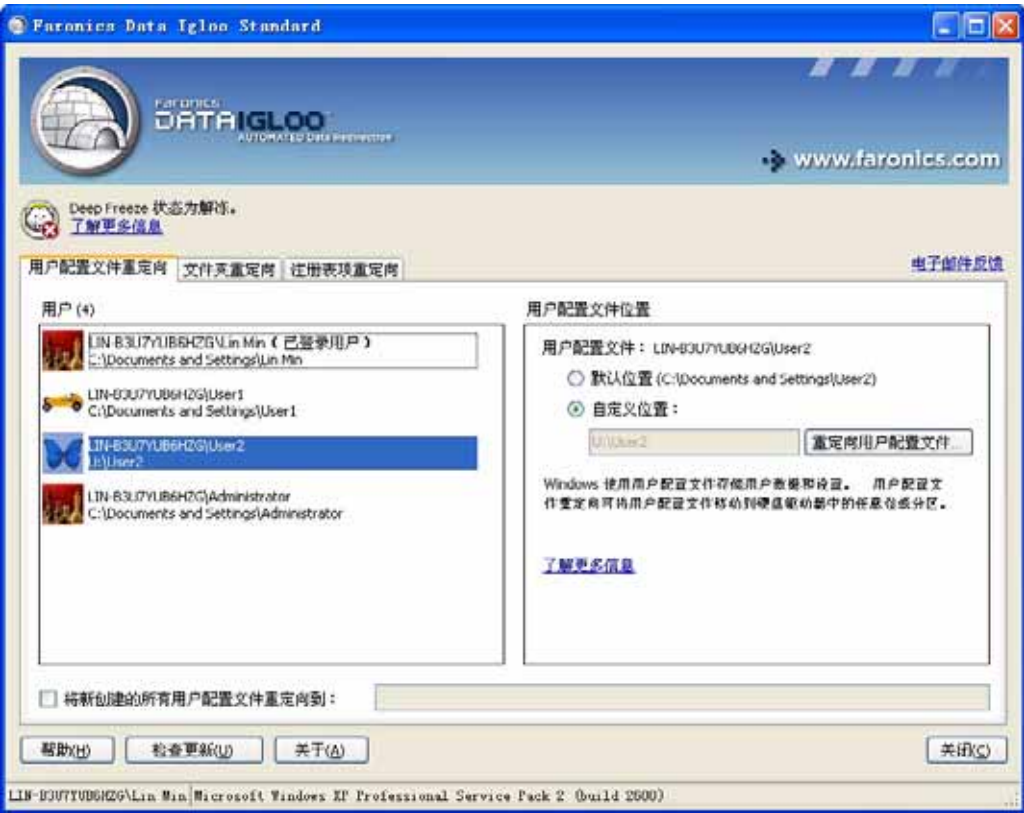 Faronics Data Igloo Standard
FARONICS
DATAIGLOO
AUTOMATED Data Redirection
www.faronics.com
Deep Freeze 状态为解冻。
了解更多信息
用户配置文件重定向 文件夹重定向 注册表项重定向
电子邮件反馈
用户 (4)
LIN-B3U7YUB6HZG\Lin Min ( 已登录用户 )
C:\Documents and Settings\Lin Min
LIN-B3U7YUB6HZG\User1
C:\Documents and Settings\User1
LIN-B3U7YUB6HZG\User2
U:\User2
LIN-B3U7YUB6HZG\Administrator
C:\Documents and Settings\Administrator
用户配置文件位置
用户配置文件： LIN-B3U7YUB6HZG\User2
默认位置 (C:\Documents and Settings\User2)
自定义位置：
U:\User2
重定向用户配置文件...
Windows 使用用户配置文件存储用户数据和设置。 用户配置文
件重定向可将用户配置文件移动到硬盘驱动器中的任意位或分区。
了解更多信息
将新创建的所有用户配置文件重定向到：
帮助(H) 检查更新(U) 关于(A) 关闭(C)
LIN-B3U7YUB6HZG\Lin Min Microsoft Windows XP Professional Service Pack 2 (build 2600)